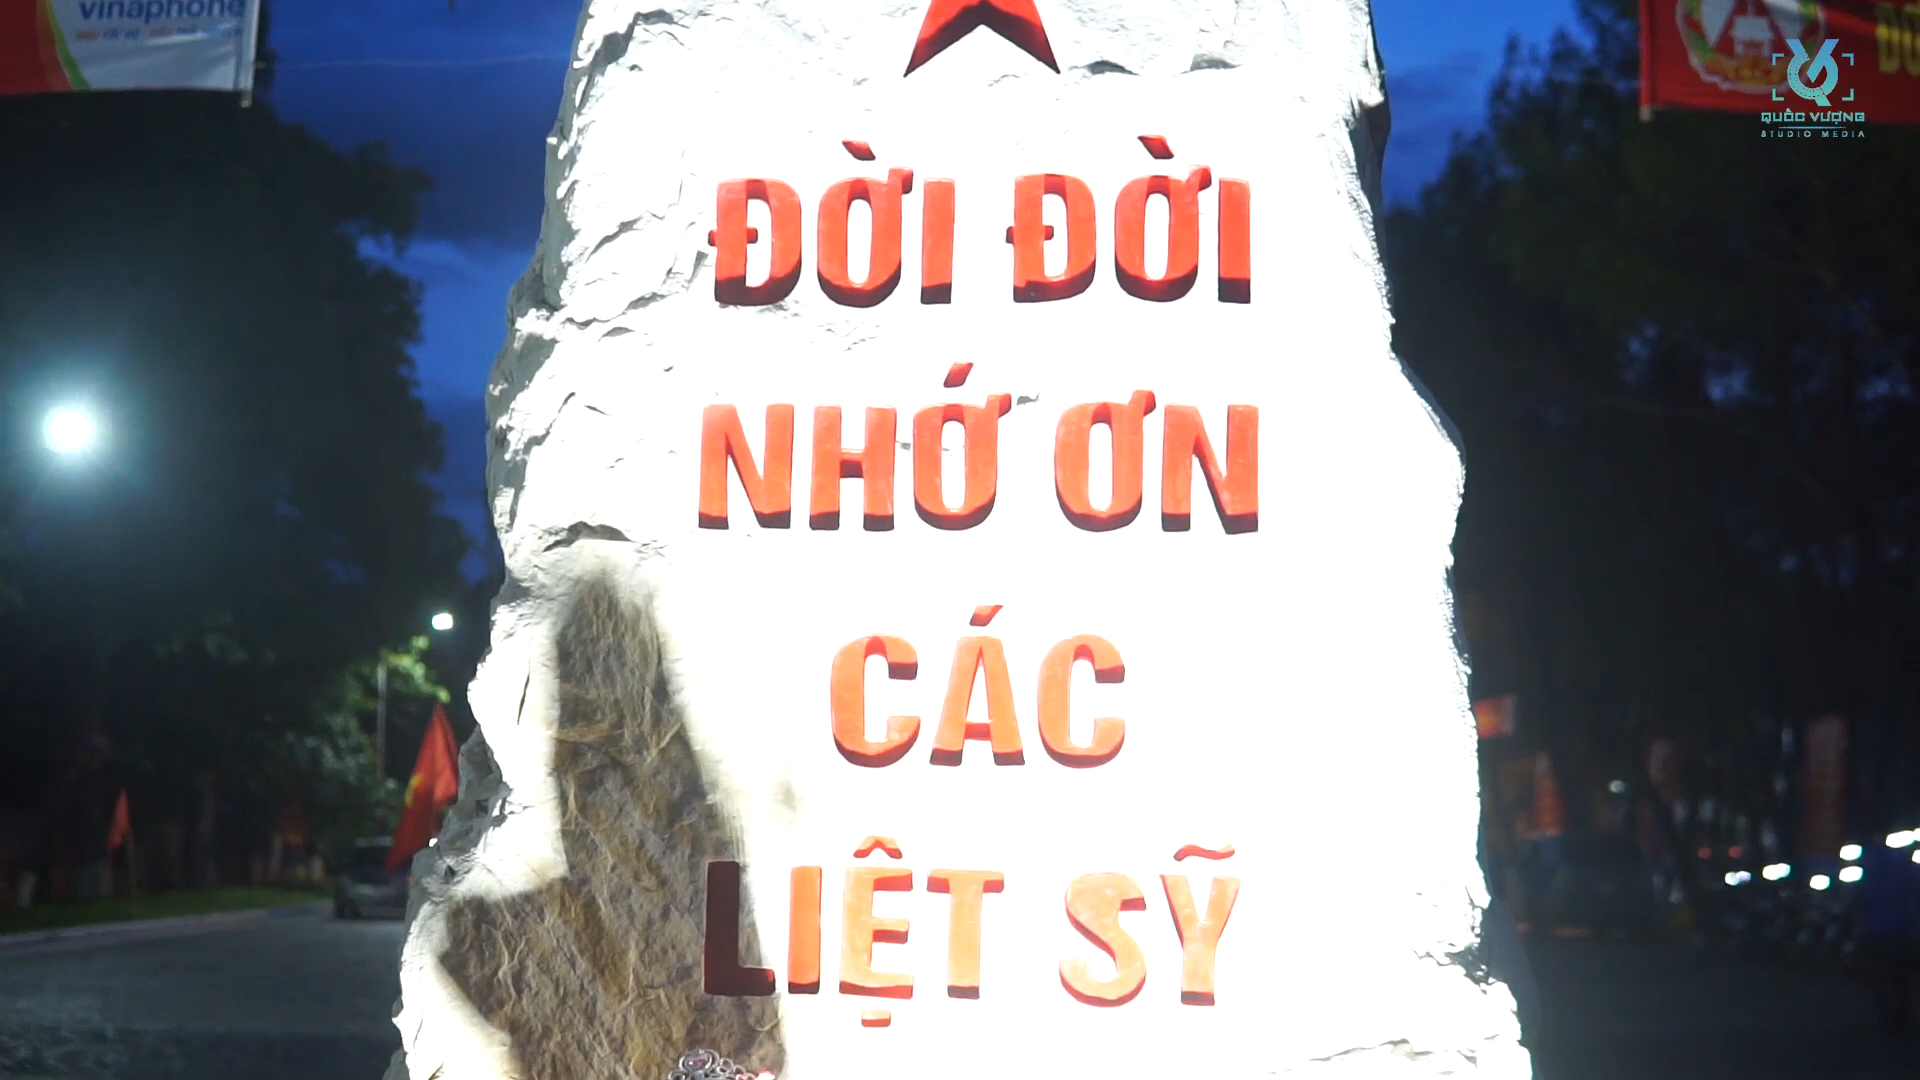 vinaphone
QUỐC VƯỢNG
STUDIO MEDIA
ĐỜI ĐỜI
NHỚ ƠN
CÁC
LIỆT SỸ